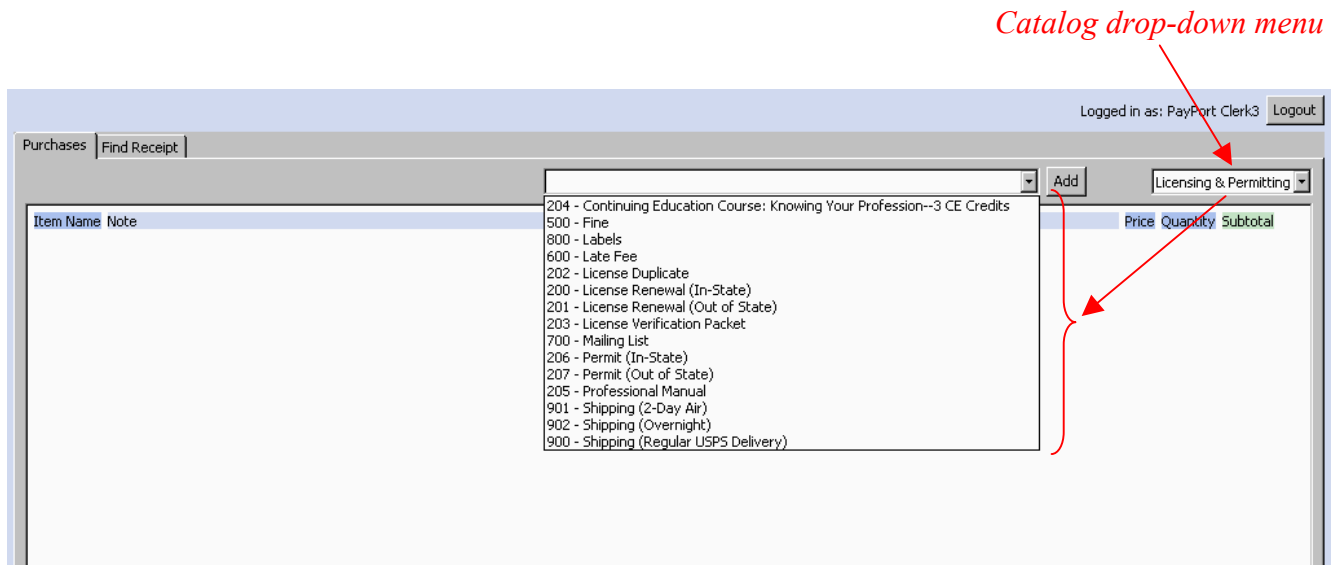 Catalog drop-down menu
Logged in as: PayPort Clerk3 Logout
Purchases Find Receipt
Add Licensing & Permitting
Item Name Note Price Quantity Subtotal
204 - Continuing Education Course: Knowing Your Profession--3 CE Credits
500 - Fine
800 - Labels
600 - Late Fee
202 - License Duplicate
200 - License Renewal (In-State)
201 - License Renewal (Out of State)
203 - License Verification Packet
700 - Mailing List
206 - Permit (In-State)
207 - Permit (Out of State)
205 - Professional Manual
901 - Shipping (2-Day Air)
902 - Shipping (Overnight)
900 - Shipping (Regular USPS Delivery)